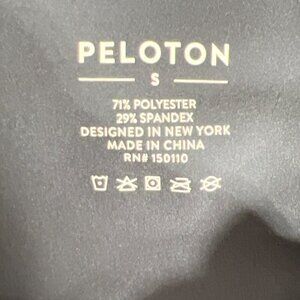 PELOTON
S
71% POLYESTER
29% SPANDEX
DESIGNED IN NEW YORK
MADE IN CHINA
RN# 150110